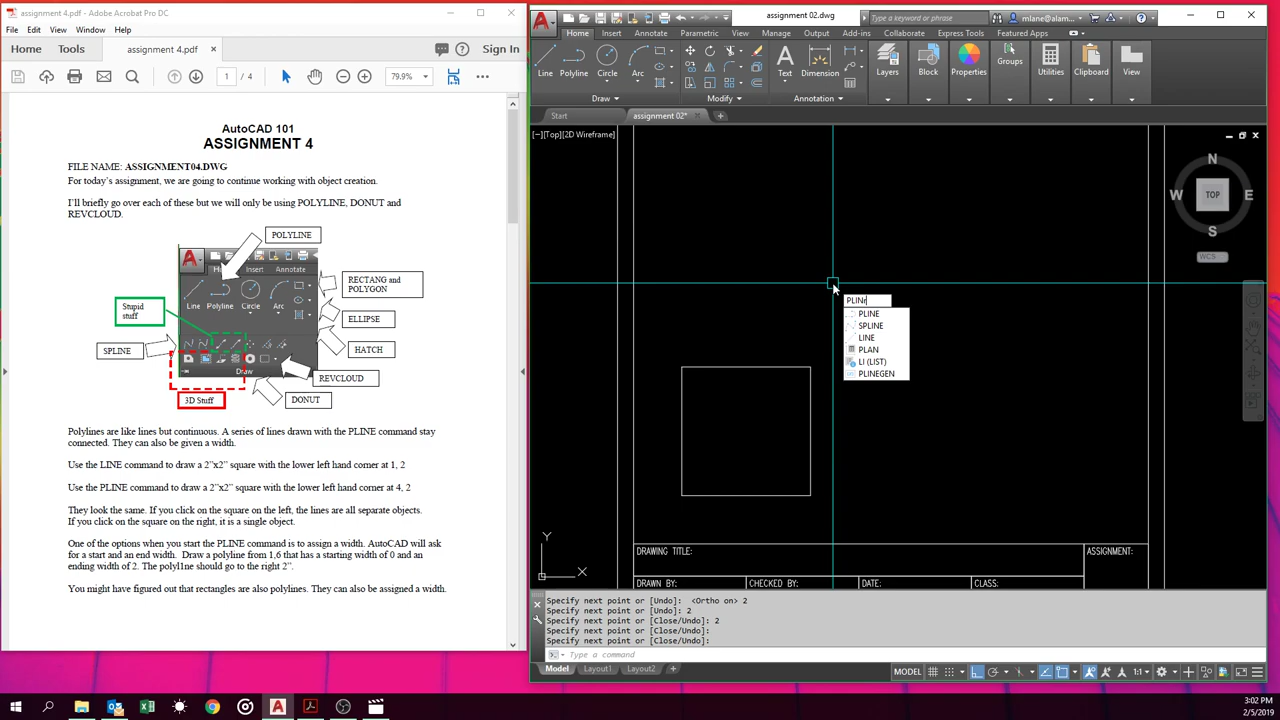 assignment 4.pdf - Adobe Acrobat Pro DC
File Edit View Window Help
Home Tools assignment 4.pdf Sign In
1 / 4 79.9%
AutoCAD 101
ASSIGNMENT 4
FILE NAME: ASSIGNMENT04.DWG
For today's assignment, we are going to continue working with object creation.
I'll briefly go over each of these but we will only be using POLYLINE, DONUT and
REVCLOUD.
POLYLINE
Insert Annotate
RECTANG and
POLYGON
Line Polyline Circle Arc
Stupid
stuff
ELLIPSE
SPLINE
HATCH
Draw
REVCLOUD
3D Stuff
DONUT
Polylines are like lines but continuous. A series of lines drawn with the PLINE command stay
connected. They can also be given a width.
Use the LINE command to draw a 2"x2" square with the lower left hand corner at 1, 2
Use the PLINE command to draw a 2"x2" square with the lower left hand corner at 4, 2
They look the same. If you click on the square on the left, the lines are all separate objects.
If you click on the square on the right, it is a single object.
One of the options when you start the PLINE command is to assign a width. AutoCAD will ask
for a start and an end width. Draw a polyline from 1,6 that has a starting width of 0 and an
ending width of 2. The polyl1ne should go to the right 2".
You might have figured out that rectangles are also polylines. They can also be assigned a width.
assignment 02.dwg
Type a keyword or phrase
mlane@alam...
Home Insert Annotate Parametric View Manage Output Add-ins Collaborate Express Tools Featured Apps
Line Polyline Circle Arc Text Dimension Layers Block Properties Groups Utilities Clipboard View
Draw Modify Annotation
Start assignment 02*
[−][Top][2D Wireframe]
N
W TOP E
S
WCS
PLINr
PLINE
SPLINE
LINE
PLAN
LI (LIST)
PLINEGEN
Y
X
DRAWING TITLE: ASSIGNMENT:
DRAWN BY: CHECKED BY: DATE: CLASS:
Specify next point or [Undo]: <Ortho on> 2
Specify next point or [Undo]: 2
Specify next point or [Close/Undo]: 2
Specify next point or [Close/Undo]:
Specify next point or [Close/Undo]:
Type a command
Model Layout1 Layout2 MODEL 1:1
3:02 PM
2/5/2019